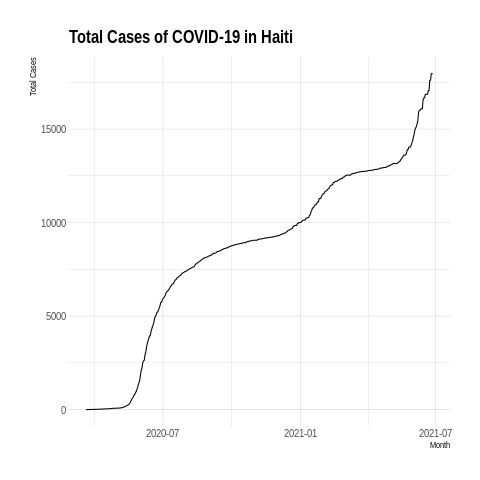 Total Cases of COVID-19 in Haiti
Total Cases
15000
10000
5000
0
2020-07
2021-01
2021-07
Month